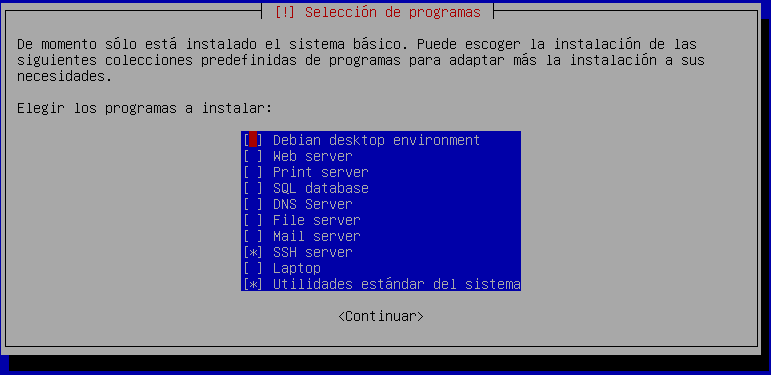 [!] Selección de programas
De momento sólo está instalado el sistema básico. Puede escoger la instalación de las
siguientes colecciones predefinidas de programas para adaptar más la instalación a sus
necesidades.
Elegir los programas a instalar:
[ ] Debian desktop environment
[ ] Web server
[ ] Print server
[ ] SQL database
[ ] DNS Server
[ ] File server
[ ] Mail server
[*] SSH server
[ ] Laptop
[*] Utilidades estándar del sistema
<Continuar>